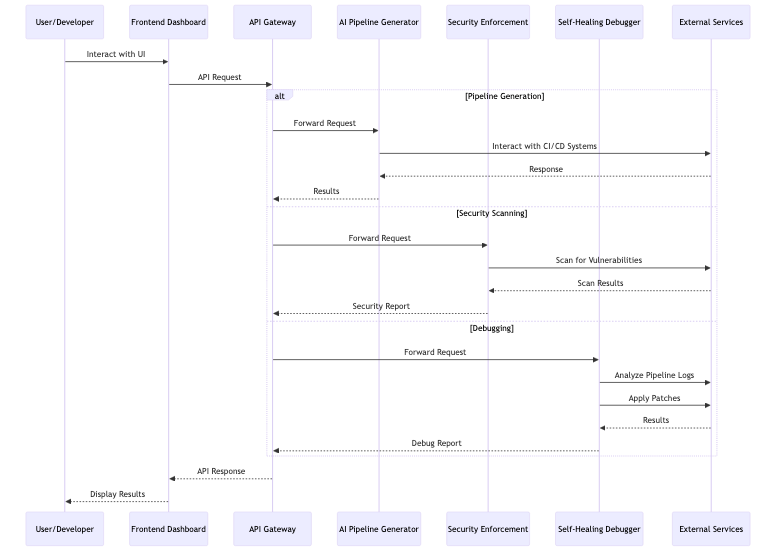 User/Developer
Frontend Dashboard
API Gateway
AI Pipeline Generator
Security Enforcement
Self-Healing Debugger
External Services
Interact with UI
API Request
alt
[Pipeline Generation]
Forward Request
Interact with CI/CD Systems
Response
Results
[Security Scanning]
Forward Request
Scan for Vulnerabilities
Scan Results
Security Report
[Debugging]
Forward Request
Analyze Pipeline Logs
Apply Patches
Results
Debug Report
API Response
Display Results
User/Developer
Frontend Dashboard
API Gateway
AI Pipeline Generator
Security Enforcement
Self-Healing Debugger
External Services